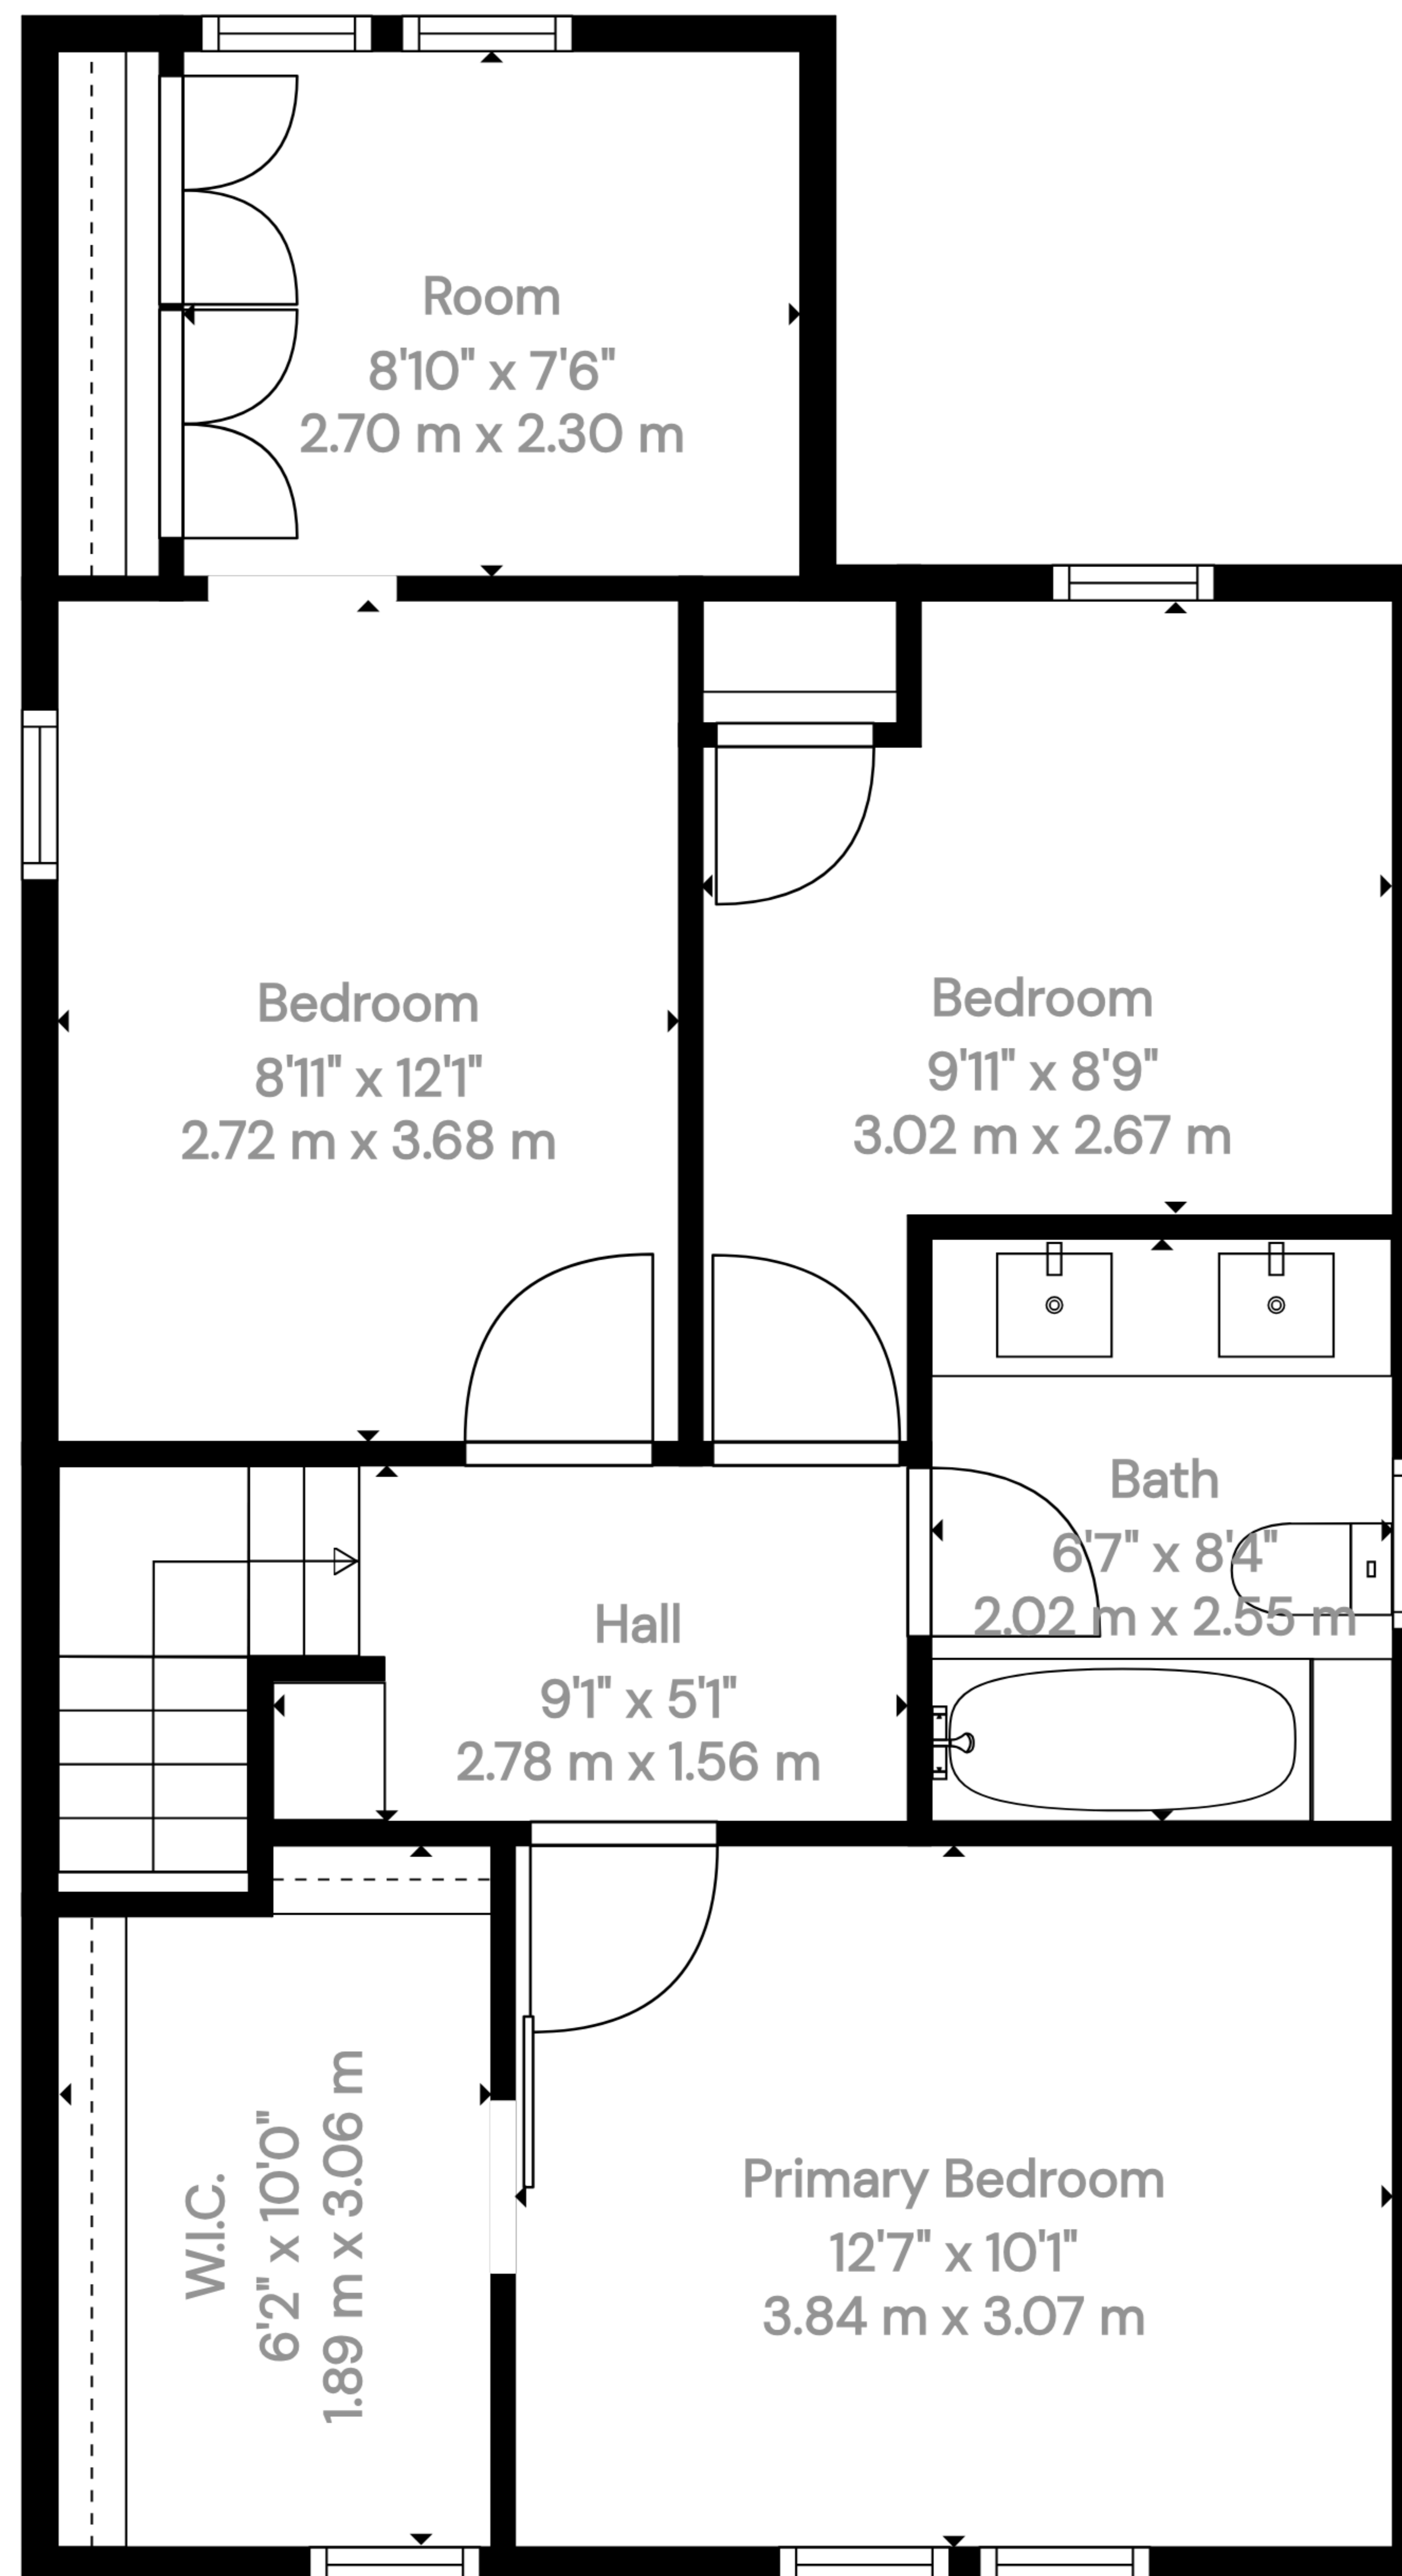 Room
8'10" x 7'6"
2.70 m x 2.30 m
Bedroom
8'11" x 12'1"
2.72 m x 3.68 m
Bedroom
9'11" x 8'9"
3.02 m x 2.67 m
Bath
6'7" x 8'4"
2.02 m x 2.55 m
Hall
9'1" x 5'1"
2.78 m x 1.56 m
W.I.C.
6'2" x 10'0"
1.89 m x 3.06 m
Primary Bedroom
12'7" x 10'1"
3.84 m x 3.07 m